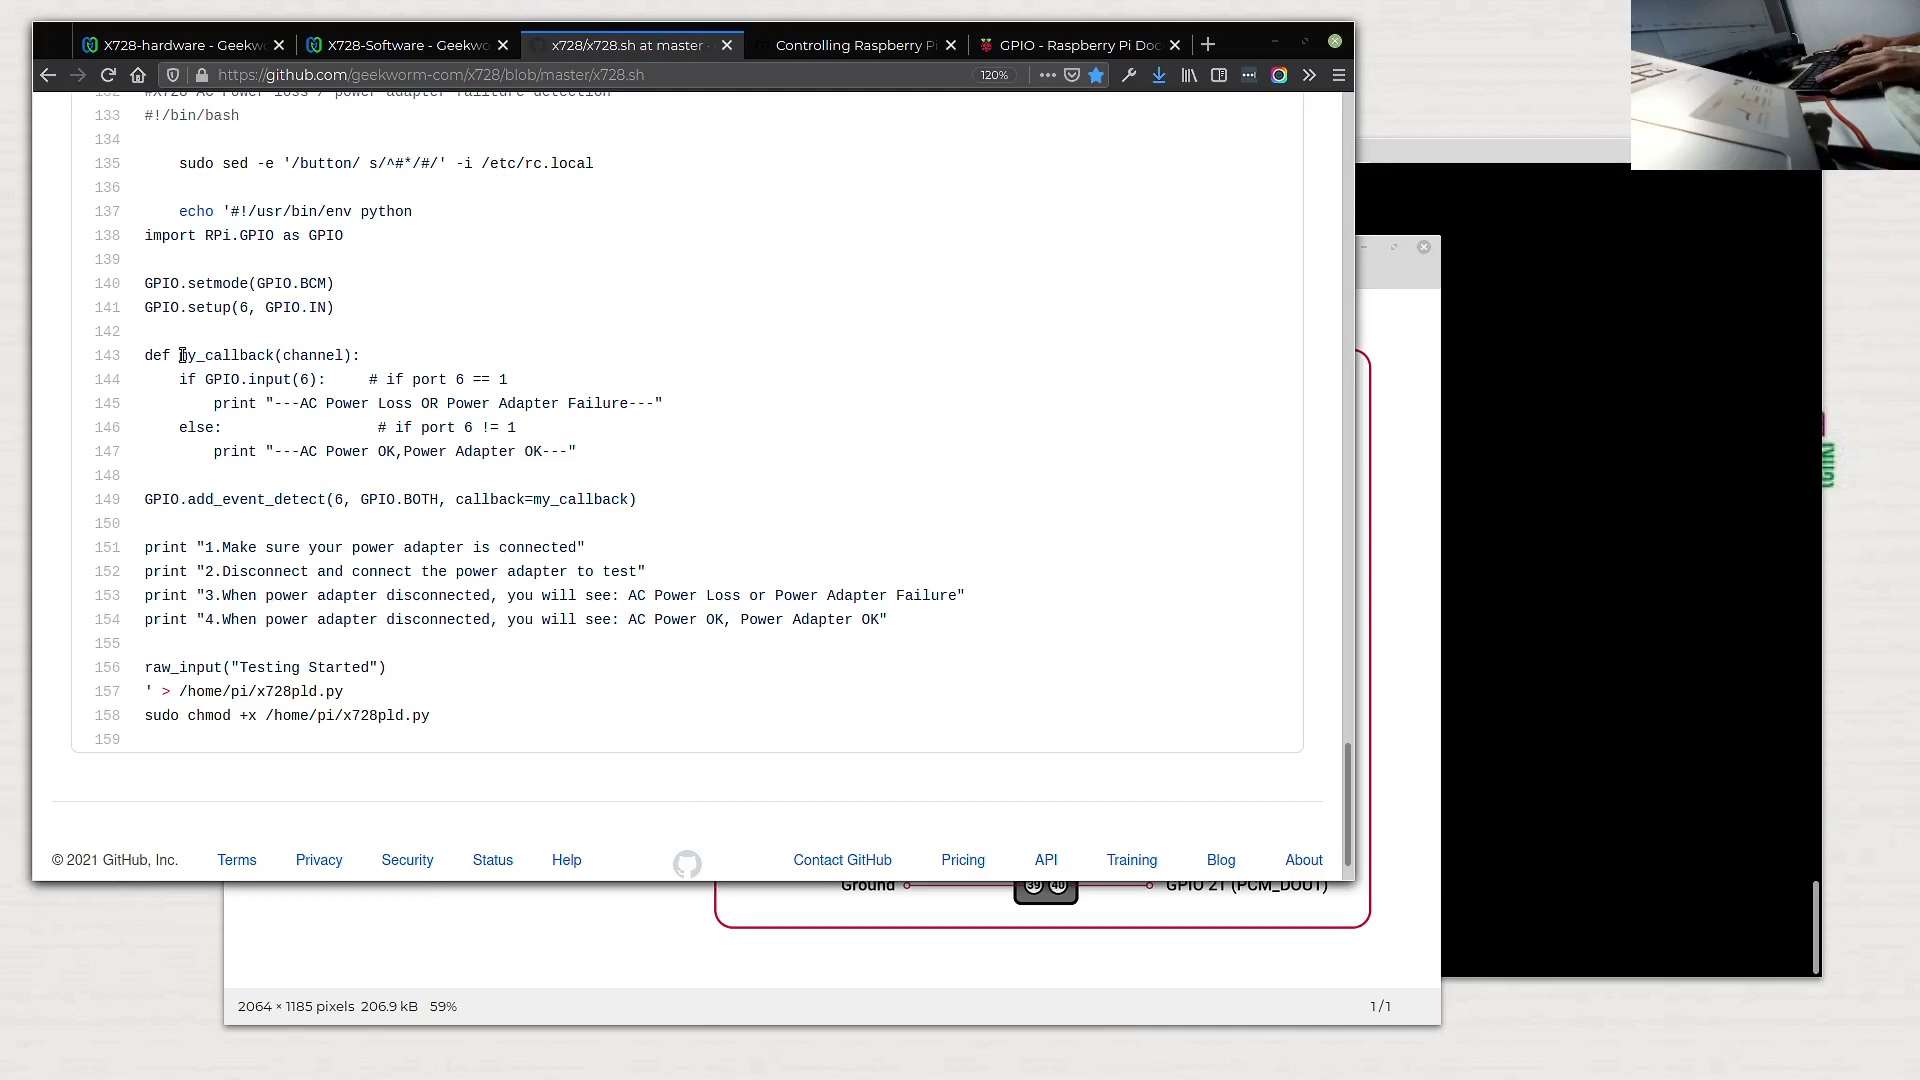 X728-hardware - Geekw
X728-Software - Geekwo
x728/x728.sh at master ·
Controlling Raspberry Pi
GPIO - Raspberry Pi Doc
https://github.com/geekworm-com/x728/blob/master/x728.sh
120%
132 #X728 AC Power loss / power adapter failture detection
133 #!/bin/bash
134
135 sudo sed -e '/button/ s/^#*/#/' -i /etc/rc.local
136
137 echo '#!/usr/bin/env python
138 import RPi.GPIO as GPIO
139
140 GPIO.setmode(GPIO.BCM)
141 GPIO.setup(6, GPIO.IN)
142
143 def my_callback(channel):
144 if GPIO.input(6): # if port 6 == 1
145 print "---AC Power Loss OR Power Adapter Failure---"
146 else: # if port 6 != 1
147 print "---AC Power OK,Power Adapter OK---"
148
149 GPIO.add_event_detect(6, GPIO.BOTH, callback=my_callback)
150
151 print "1.Make sure your power adapter is connected"
152 print "2.Disconnect and connect the power adapter to test"
153 print "3.When power adapter disconnected, you will see: AC Power Loss or Power Adapter Failure"
154 print "4.When power adapter disconnected, you will see: AC Power OK, Power Adapter OK"
155
156 raw_input("Testing Started")
157 ' > /home/pi/x728pld.py
158 sudo chmod +x /home/pi/x728pld.py
159
© 2021 GitHub, Inc. Terms Privacy Security Status Help Contact GitHub Pricing API Training Blog About
Ground 39 40 GPIO 21 (PCM_DOUT)
2064 × 1185 pixels 206.9 kB 59% 1 / 1